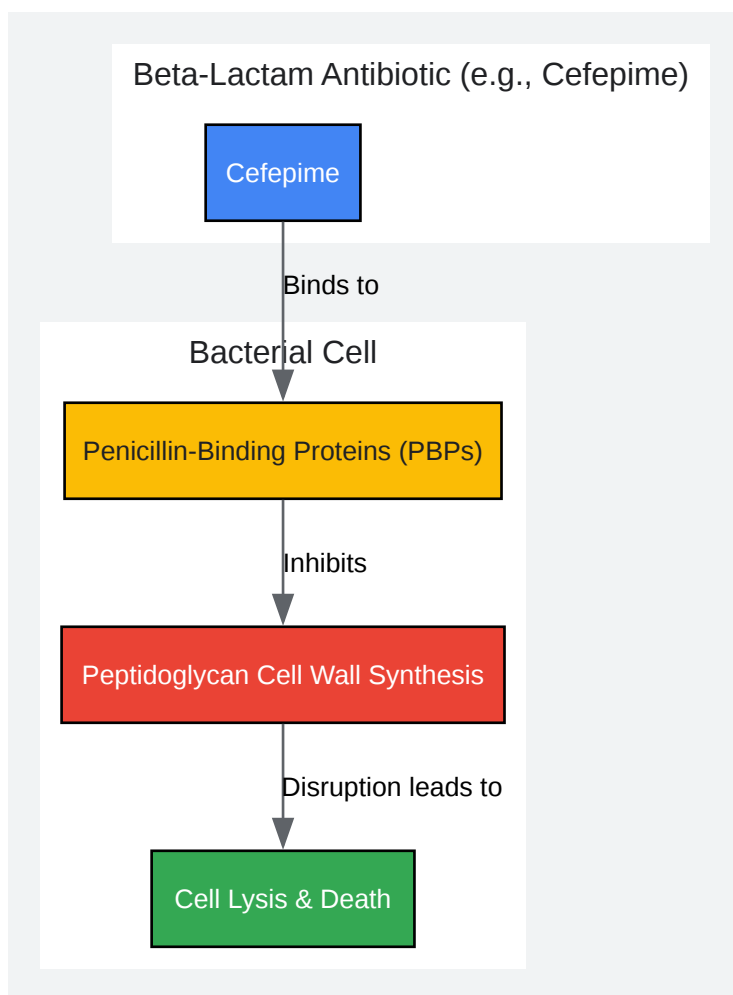 Beta-Lactam Antibiotic (e.g., Cefepime)
Cefepime
Binds to
Bacterial Cell
Penicillin-Binding Proteins (PBPs)
Inhibits
Peptidoglycan Cell Wall Synthesis
Disruption leads to
Cell Lysis & Death